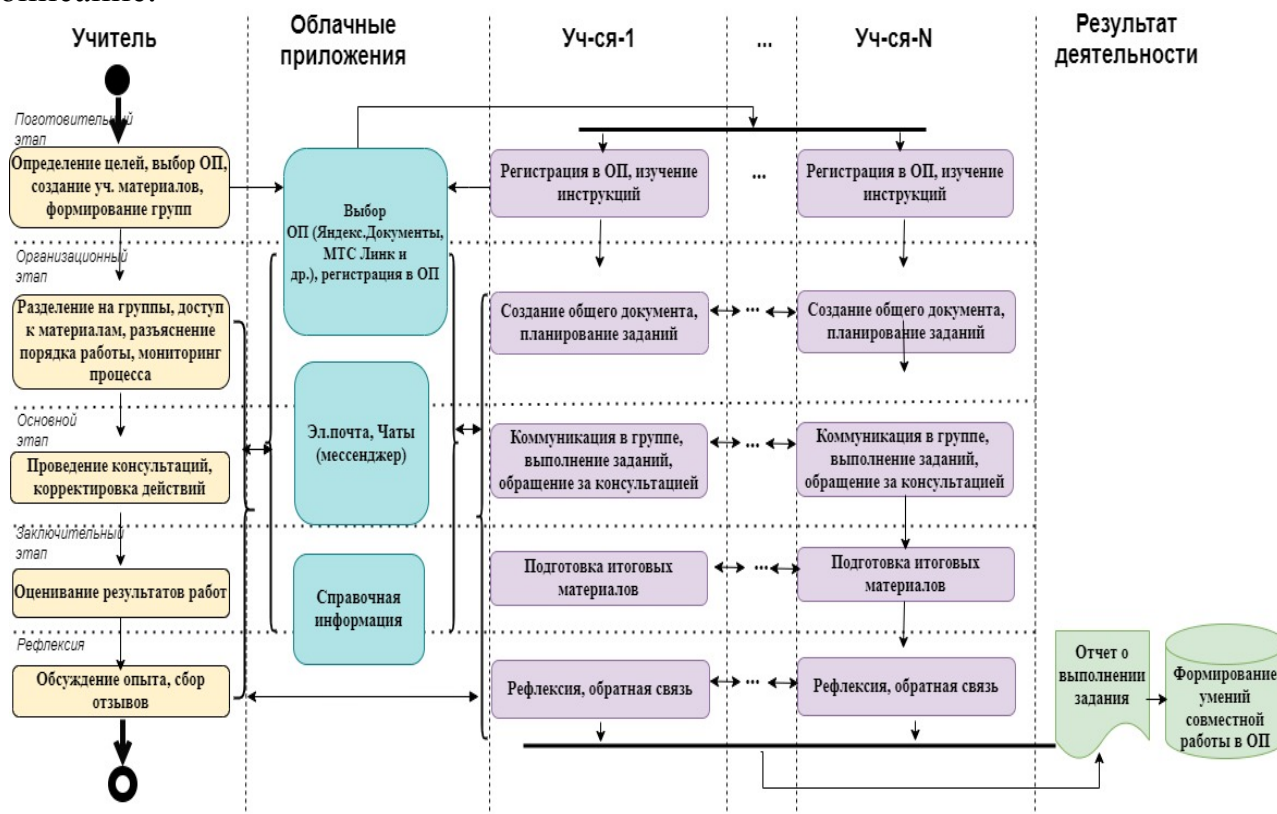 описание.
Учитель
Облачные
приложения
Уч-ся-1
...
Уч-ся-N
Результат
деятельности
Поготовительный
этап
Определение целей, выбор ОП,
создание уч. материалов,
формирование групп
Выбор
ОП (Яндекс.Документы,
МТС Линк и
др.), регистрация в ОП
Регистрация в ОП, изучение
инструкций
...
Регистрация в ОП, изучение
инструкций
Организационный
этап
Разделение на группы, доступ
к материалам, разъяснение
порядка работы, мониторинг
процесса
Создание общего документа,
планирование заданий
...
Создание общего документа,
планирование заданий
Основной
этап
Проведение консультаций,
корректировка действий
Эл.почта, Чаты
(мессенджер)
Коммуникация в группе,
выполнение заданий,
обращение за консультацией
...
Коммуникация в группе,
выполнение заданий,
обращение за консультацией
Заключительный
этап
Оценивание результатов работ
Справочная
информация
Подготовка итоговых
материалов
...
Подготовка итоговых
материалов
Рефлексия
Обсуждение опыта, сбор
отзывов
Рефлексия, обратная связь
...
Рефлексия, обратная связь
Отчет о
выполнении
задания
Формирование
умений
совместной
работы в ОП